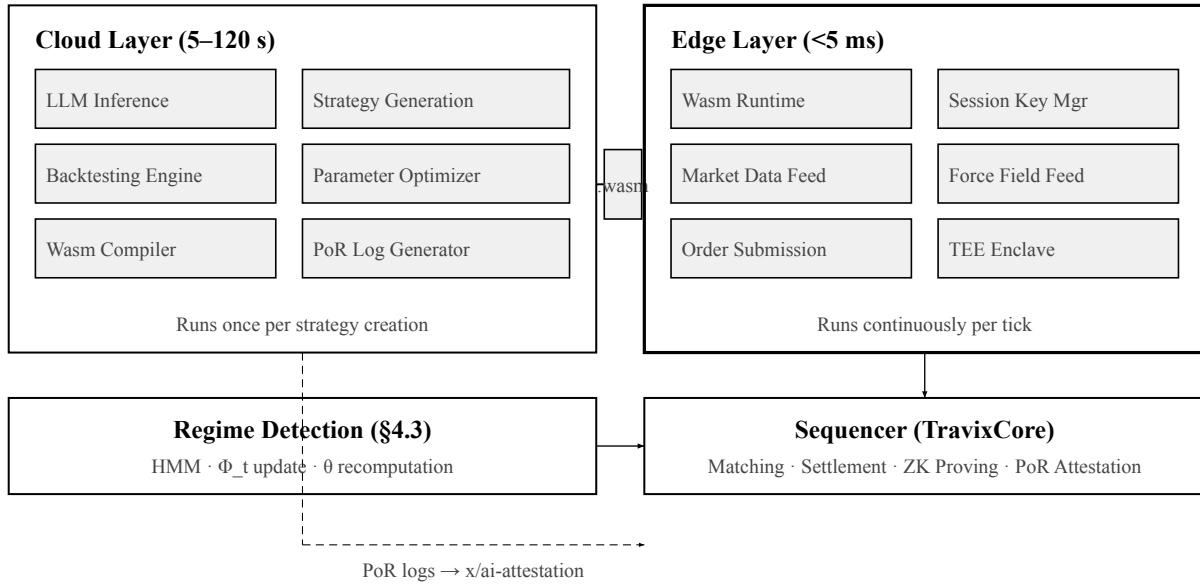 Cloud Layer (5–120 s)
LLM Inference
Strategy Generation
Backtesting Engine
Parameter Optimizer
Wasm Compiler
PoR Log Generator
Runs once per strategy creation
.wasm
Edge Layer (<5 ms)
Wasm Runtime
Session Key Mgr
Market Data Feed
Force Field Feed
Order Submission
TEE Enclave
Runs continuously per tick
Regime Detection (§4.3)
HMM · Φ_t update · θ recomputation
Sequencer (TravixCore)
Matching · Settlement · ZK Proving · PoR Attestation
PoR logs → x/ai-attestation